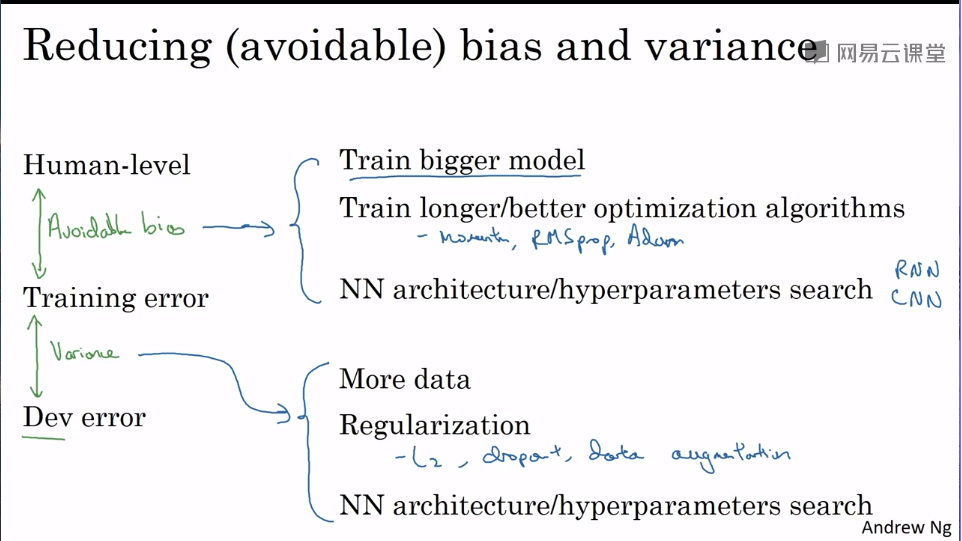 Reducing (avoidable) bias and variance
网易云课堂
Human-level
Train bigger model
Avoidable bias
Train longer/better optimization algorithms
- Momentum, RMSprop, Adam
Training error
NN architecture/hyperparameters search
RNN
CNN
Variance
More data
Dev error
Regularization
- L2, dropout, data augmentation
NN architecture/hyperparameters search
Andrew Ng